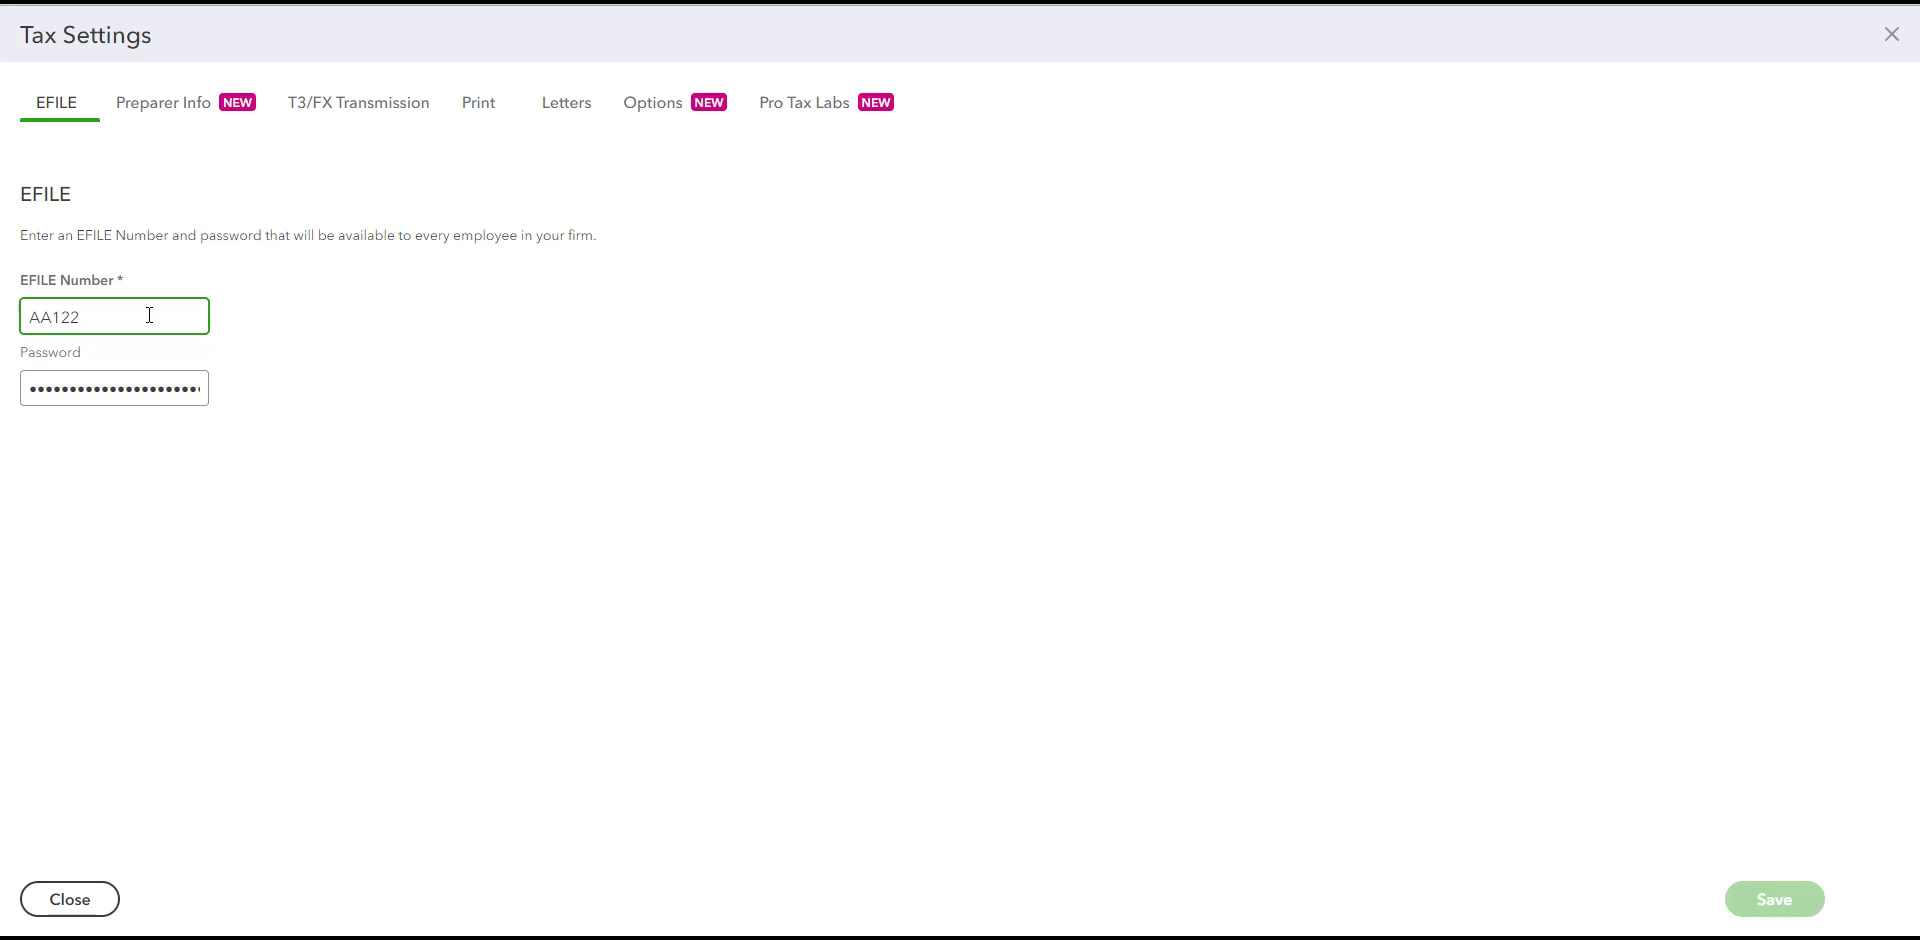 Tax Settings
EFILE Preparer Info NEW T3/FX Transmission Print Letters Options NEW Pro Tax Labs NEW
EFILE
Enter an EFILE Number and password that will be available to every employee in your firm.
EFILE Number *
AA122
Password
Close Save